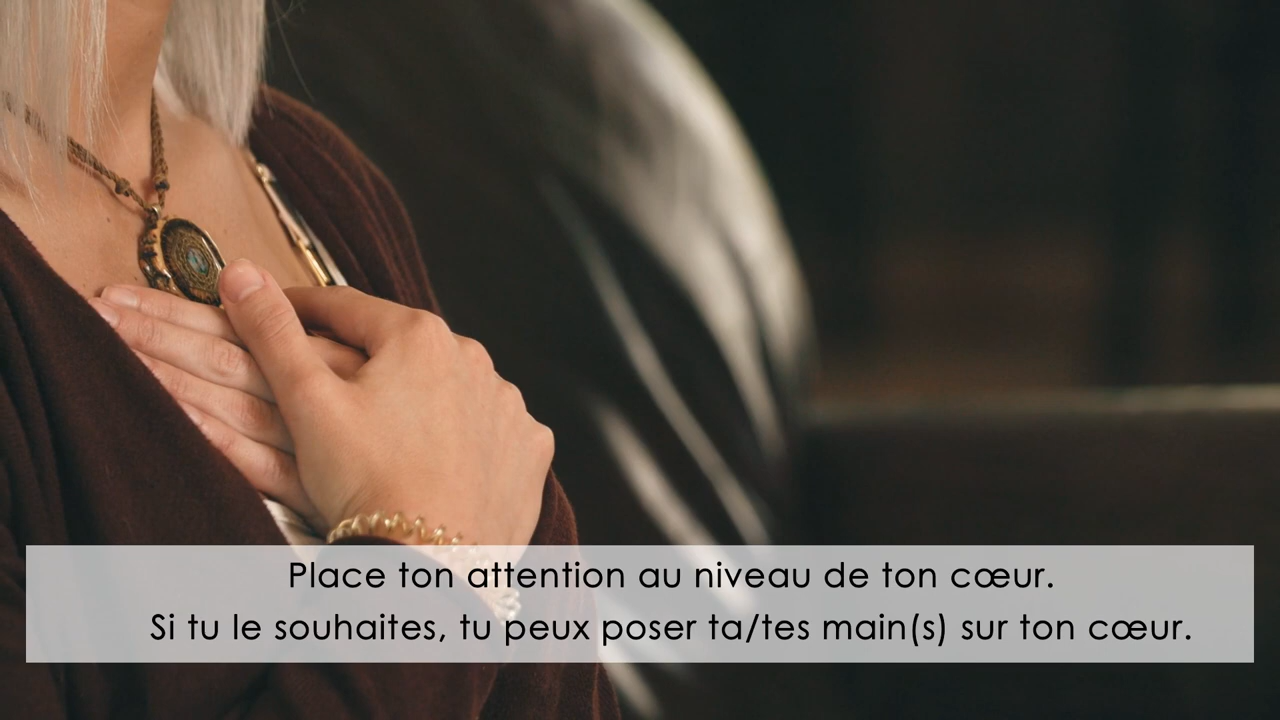 Place ton attention au niveau de ton cœur.
Si tu le souhaites, tu peux poser ta/tes main(s) sur ton cœur.